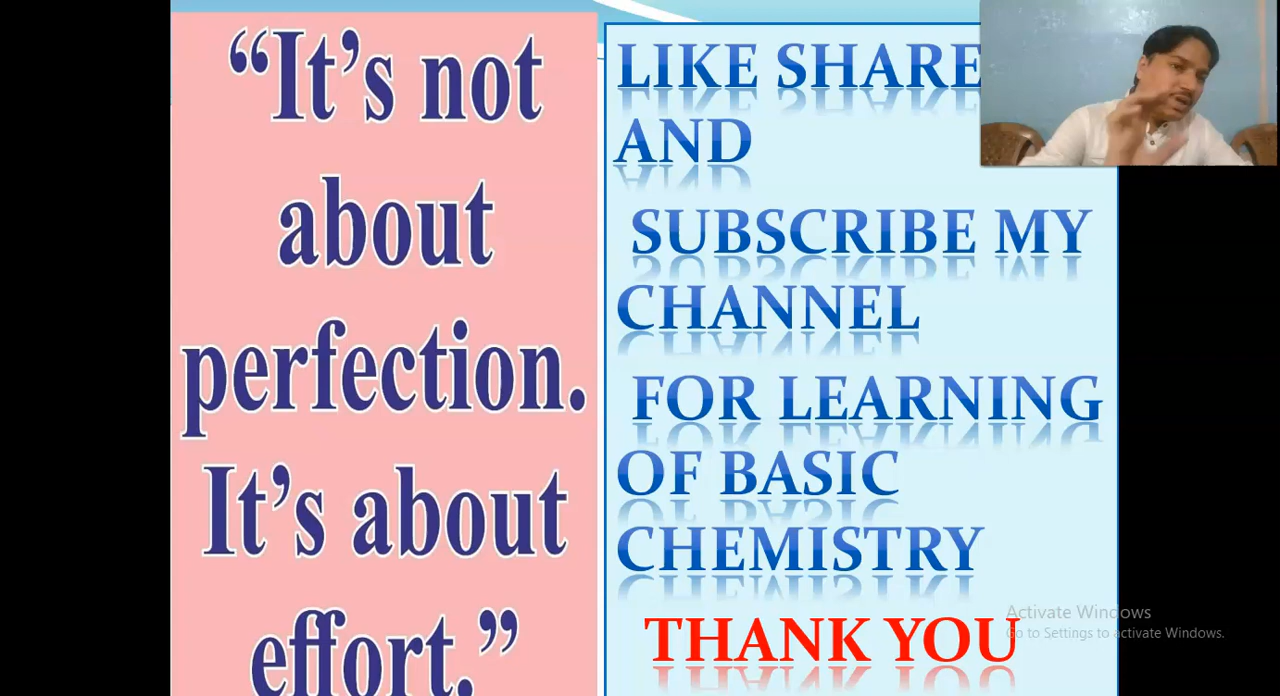 “It’s not
about
perfection.
It’s about
effort.”
LIKE SHARE
AND
SUBSCRIBE MY
CHANNEL
FOR LEARNING
OF BASIC
CHEMISTRY
THANK YOU
Activate Windows
Go to Settings to activate Windows.